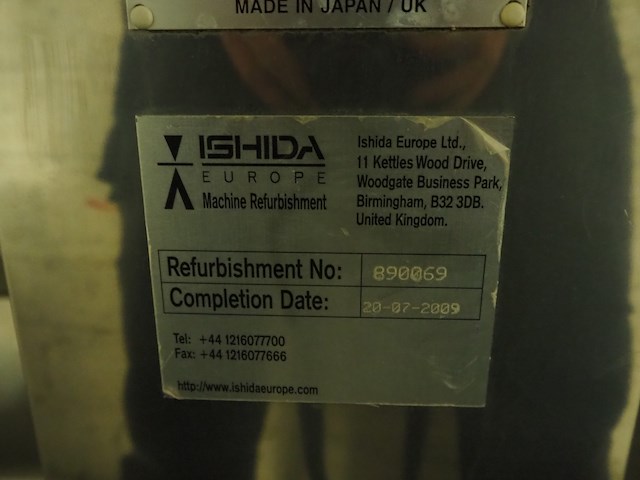 MADE IN JAPAN / UK
ISHIDA
EUROPE
Machine Refurbishment
Ishida Europe Ltd.,
11 Kettles Wood Drive,
Woodgate Business Park,
Birmingham, B32 3DB.
United Kingdom.
Refurbishment No: 890069
Completion Date: 20-07-2009
Tel: +44 1216077700
Fax: +44 1216077666
http://www.ishidaeurope.com